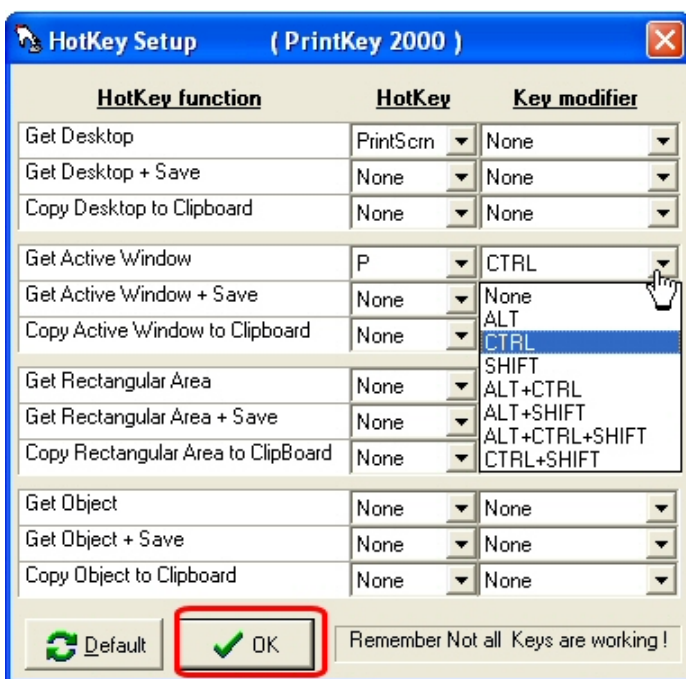 HotKey Setup ( PrintKey 2000 )
HotKey function HotKey Key modifier
Get Desktop PrintScrn None
Get Desktop + Save None None
Copy Desktop to Clipboard None None
Get Active Window P CTRL
Get Active Window + Save None None
ALT
Copy Active Window to Clipboard None CTRL
SHIFT
Get Rectangular Area None ALT+CTRL
Get Rectangular Area + Save None ALT+SHIFT
ALT+CTRL+SHIFT
Copy Rectangular Area to ClipBoard None CTRL+SHIFT
Get Object None None
Get Object + Save None None
Copy Object to Clipboard None None
Default OK Remember Not all Keys are working !